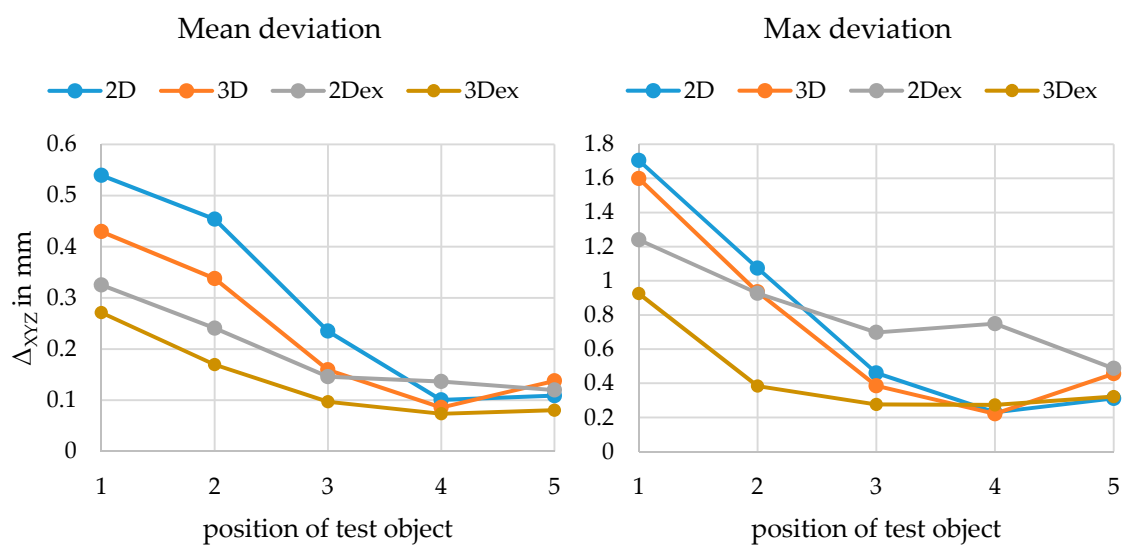 Mean deviation
2D 3D 2Dex 3Dex
0.6
0.5
0.4
0.3
0.2
0.1
0
Δ_XYZ in mm
1 2 3 4 5
position of test object
Max deviation
2D 3D 2Dex 3Dex
1.8
1.6
1.4
1.2
1
0.8
0.6
0.4
0.2
0
1 2 3 4 5
position of test object